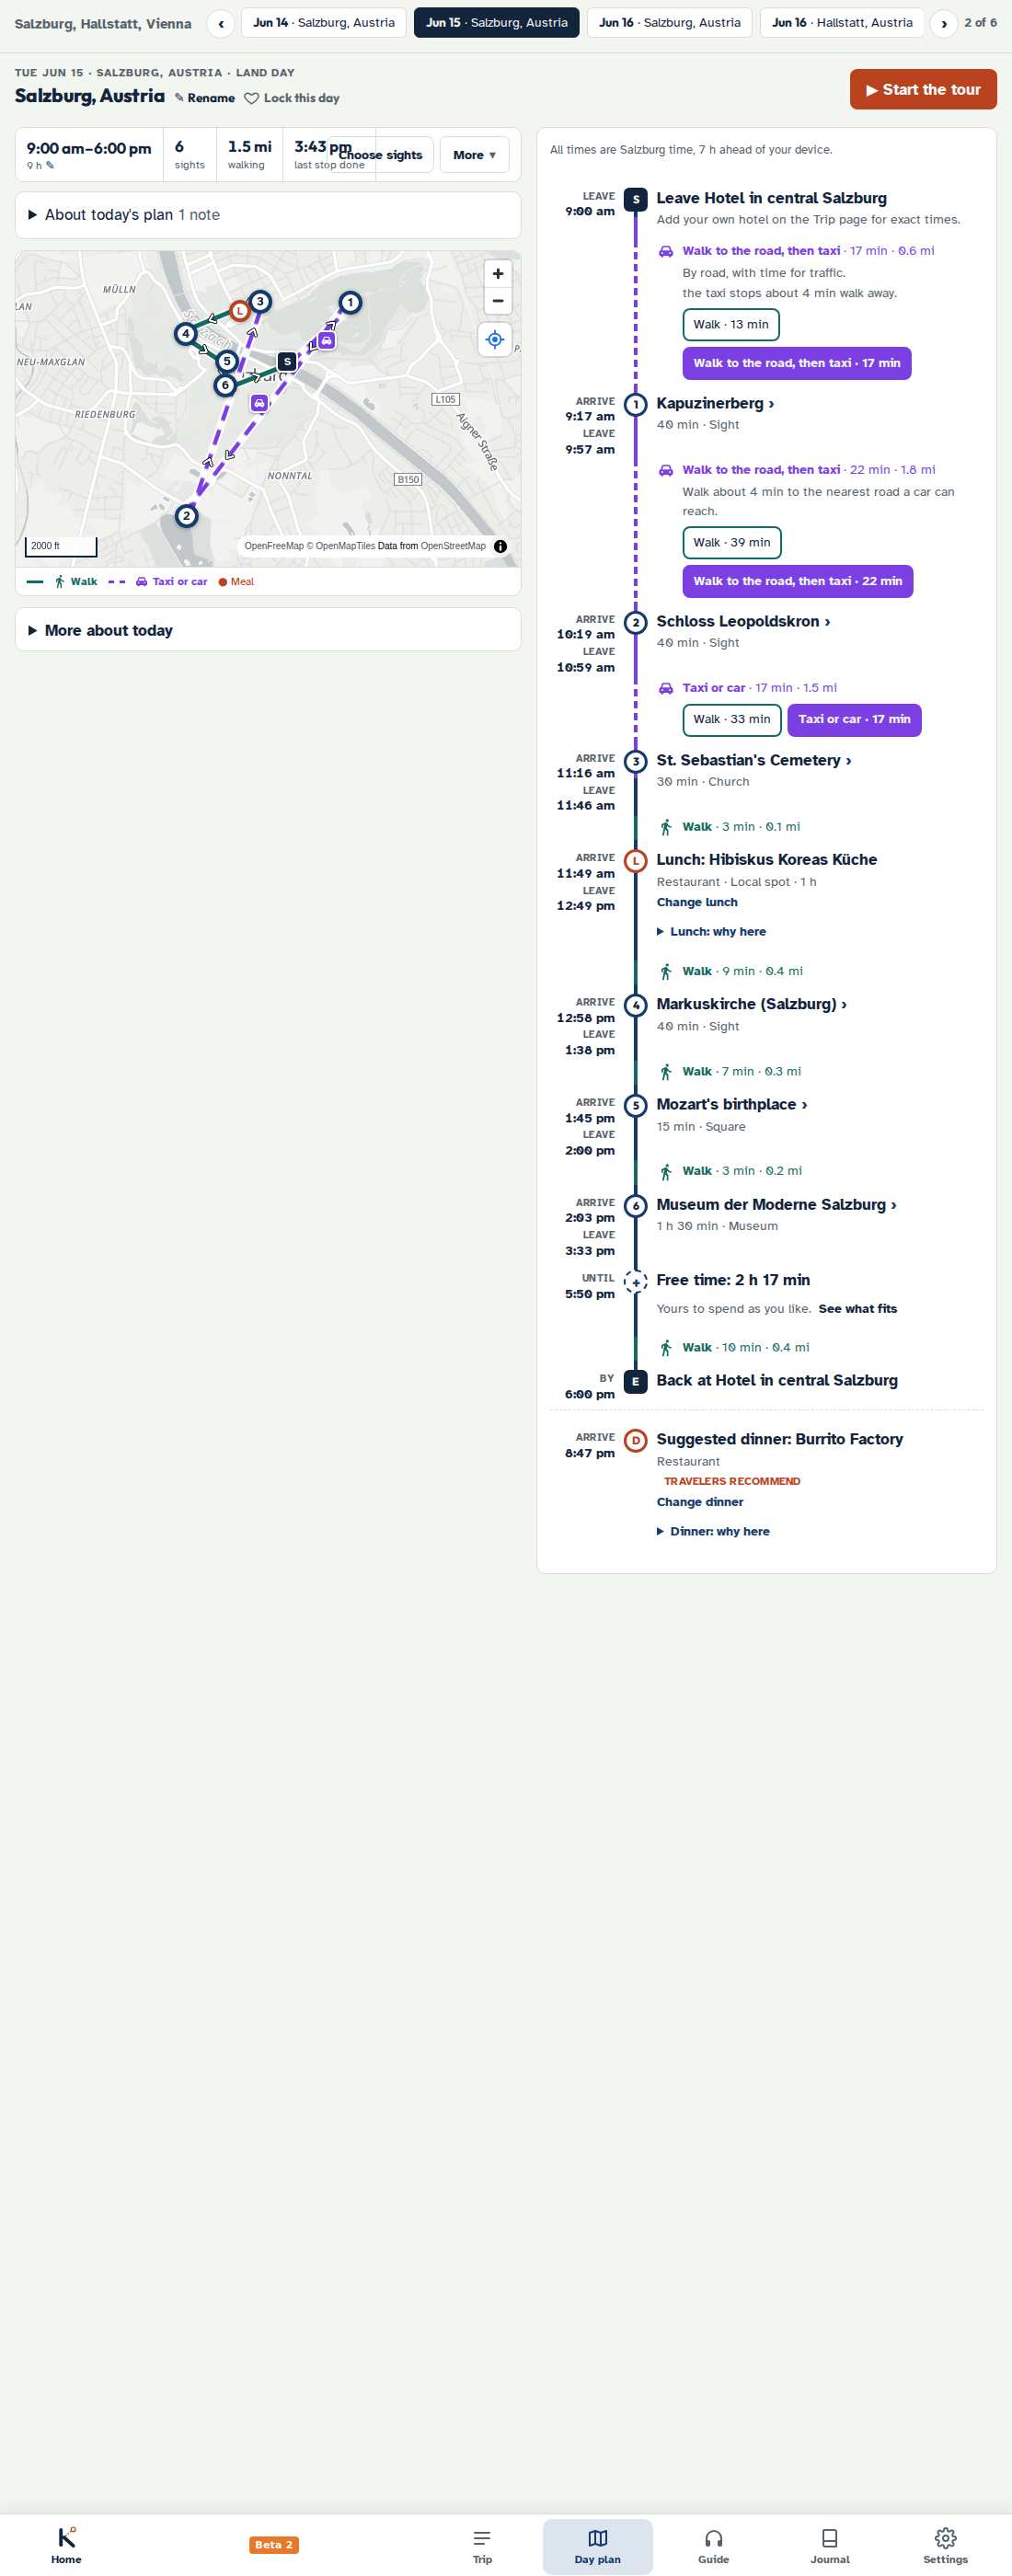 Salzburg, Hallstatt, Vienna
‹
Jun 14 · Salzburg, Austria
Jun 15 · Salzburg, Austria
Jun 16 · Salzburg, Austria
Jun 16 · Hallstatt, Austria
›
2 of 6
TUE JUN 15 · SALZBURG, AUSTRIA · LAND DAY
Salzburg, Austria ✎ Rename ♡ Lock this day
▶ Start the tour
9:00 am–6:00 pm
9 h ✎
6
sights
1.5 mi
walking
3:43 pm
last stop done
Choose sights
More ▾
▶ About today's plan 1 note
MÜLLN
LAN
NEU-MAXGLAN
RIEDENBURG
NONNTAL
L105
B150
Aigner Straße
Salzach
P.
+
−
L
3
1
4
5
S
6
2
2000 ft
OpenFreeMap © OpenMapTiles Data from OpenStreetMap
Walk
Taxi or car
Meal
▶ More about today
All times are Salzburg time, 7 h ahead of your device.
LEAVE
9:00 am
S
Leave Hotel in central Salzburg
Add your own hotel on the Trip page for exact times.
Walk to the road, then taxi · 17 min · 0.6 mi
By road, with time for traffic.
the taxi stops about 4 min walk away.
Walk · 13 min
Walk to the road, then taxi · 17 min
ARRIVE
9:17 am
LEAVE
9:57 am
1
Kapuzinerberg ›
40 min · Sight
Walk to the road, then taxi · 22 min · 1.8 mi
Walk about 4 min to the nearest road a car can
reach.
Walk · 39 min
Walk to the road, then taxi · 22 min
ARRIVE
10:19 am
LEAVE
10:59 am
2
Schloss Leopoldskron ›
40 min · Sight
Taxi or car · 17 min · 1.5 mi
Walk · 33 min
Taxi or car · 17 min
ARRIVE
11:16 am
LEAVE
11:46 am
3
St. Sebastian's Cemetery ›
30 min · Church
Walk · 3 min · 0.1 mi
ARRIVE
11:49 am
LEAVE
12:49 pm
L
Lunch: Hibiskus Koreas Küche
Restaurant · Local spot · 1 h
Change lunch
▶ Lunch: why here
Walk · 9 min · 0.4 mi
ARRIVE
12:58 pm
LEAVE
1:38 pm
4
Markuskirche (Salzburg) ›
40 min · Sight
Walk · 7 min · 0.3 mi
ARRIVE
1:45 pm
LEAVE
2:00 pm
5
Mozart's birthplace ›
15 min · Square
Walk · 3 min · 0.2 mi
ARRIVE
2:03 pm
LEAVE
3:33 pm
6
Museum der Moderne Salzburg ›
1 h 30 min · Museum
UNTIL
5:50 pm
+
Free time: 2 h 17 min
Yours to spend as you like. See what fits
Walk · 10 min · 0.4 mi
BY
6:00 pm
E
Back at Hotel in central Salzburg
ARRIVE
8:47 pm
D
Suggested dinner: Burrito Factory
Restaurant
TRAVELERS RECOMMEND
Change dinner
▶ Dinner: why here
Home
Beta 2
Trip
Day plan
Guide
Journal
Settings